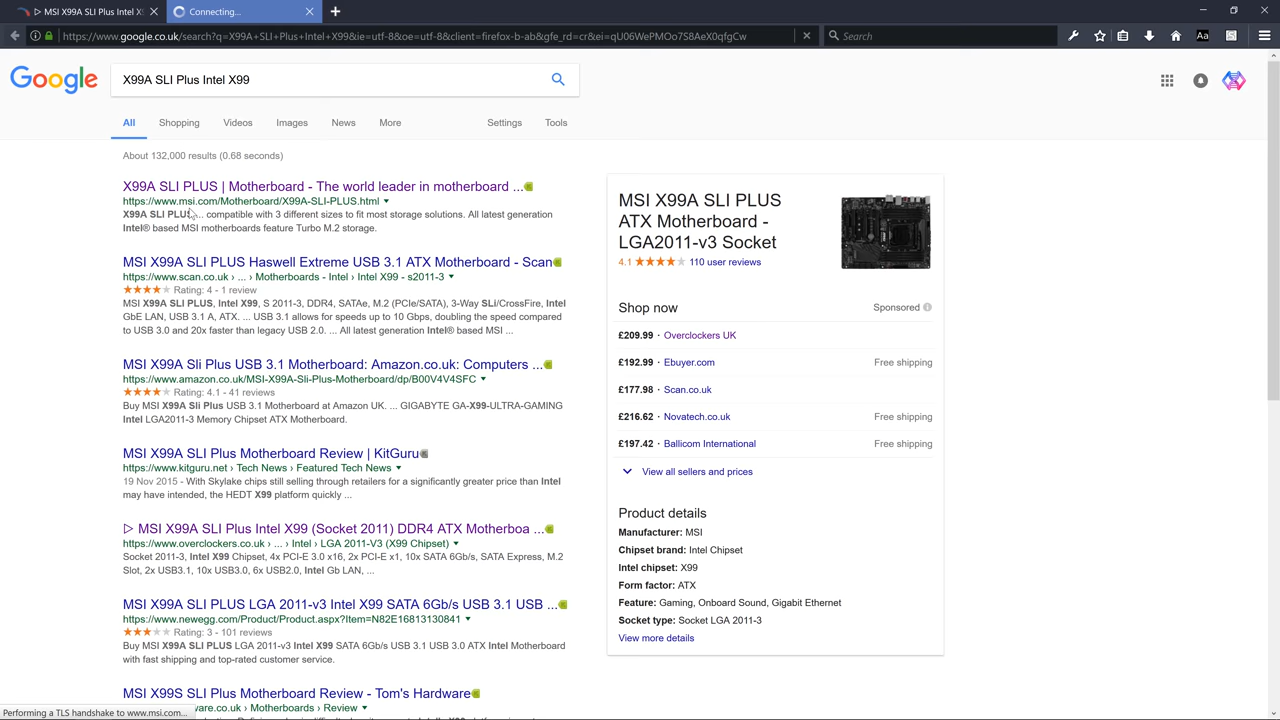 MSI X99A SLI Plus Intel X
Connecting...
https://www.google.co.uk/search?q=X99A+SLI+Plus+Intel+X99&ie=utf-8&oe=utf-8&client=firefox-b-ab&gfe_rd=cr&ei=qU06WePMOo7S8AeX0qfgCw
Search
Aa
Google
X99A SLI Plus Intel X99
All
Shopping
Videos
Images
News
More
Settings
Tools
About 132,000 results (0.68 seconds)
X99A SLI PLUS | Motherboard - The world leader in motherboard ...
https://www.msi.com/Motherboard/X99A-SLI-PLUS.html
X99A SLI PLUS... compatible with 3 different sizes to fit most storage solutions. All latest generation
Intel® based MSI motherboards feature Turbo M.2 storage.
MSI X99A SLI PLUS Haswell Extreme USB 3.1 ATX Motherboard - Scan
https://www.scan.co.uk › ... › Motherboards - Intel › Intel X99 - s2011-3
Rating: 4 - 1 review
MSI X99A SLI PLUS, Intel X99, S 2011-3, DDR4, SATAe, M.2 (PCIe/SATA), 3-Way SLI/CrossFire, Intel
GbE LAN, USB 3.1 A, ATX. ... USB 3.1 allows for speeds up to 10 Gbps, doubling the speed compared
to USB 3.0 and 20x faster than legacy USB 2.0. ... All latest generation Intel® based MSI ...
MSI X99A Sli Plus USB 3.1 Motherboard: Amazon.co.uk: Computers ...
https://www.amazon.co.uk/MSI-X99A-Sli-Plus-Motherboard/dp/B00V4V4SFC
Rating: 4.1 - 41 reviews
Buy MSI X99A Sli Plus USB 3.1 Motherboard at Amazon UK. ... GIGABYTE GA-X99-ULTRA-GAMING
Intel LGA2011-3 Memory Chipset ATX Motherboard.
MSI X99A SLI Plus Motherboard Review | KitGuru
https://www.kitguru.net › Tech News › Featured Tech News
19 Nov 2015 - With Skylake chips still selling through retailers for a significantly greater price than Intel
may have intended, the HEDT X99 platform quickly ...
▷ MSI X99A SLI Plus Intel X99 (Socket 2011) DDR4 ATX Motherboa ...
https://www.overclockers.co.uk › ... › Intel › LGA 2011-V3 (X99 Chipset)
Socket 2011-3, Intel X99 Chipset, 4x PCI-E 3.0 x16, 2x PCI-E x1, 10x SATA 6Gb/s, SATA Express, M.2
Slot, 2x USB3.1, 10x USB3.0, 6x USB2.0, Intel Gb LAN, ...
MSI X99A SLI PLUS LGA 2011-v3 Intel X99 SATA 6Gb/s USB 3.1 USB ...
https://www.newegg.com/Product/Product.aspx?Item=N82E16813130841
Rating: 3 - 101 reviews
Buy MSI X99A SLI PLUS LGA 2011-v3 Intel X99 SATA 6Gb/s USB 3.1 USB 3.0 ATX Intel Motherboard
with fast shipping and top-rated customer service.
MSI X99S SLI Plus Motherboard Review - Tom's Hardware
ware.co.uk › Motherboards › Review
Performing a TLS handshake to www.msi.com...
MSI X99A SLI PLUS
ATX Motherboard -
LGA2011-v3 Socket
4.1 110 user reviews
Shop now
Sponsored
£209.99 · Overclockers UK
£192.99 · Ebuyer.com Free shipping
£177.98 · Scan.co.uk
£216.62 · Novatech.co.uk Free shipping
£197.42 · Ballicom International Free shipping
View all sellers and prices
Product details
Manufacturer: MSI
Chipset brand: Intel Chipset
Intel chipset: X99
Form factor: ATX
Feature: Gaming, Onboard Sound, Gigabit Ethernet
Socket type: Socket LGA 2011-3
View more details